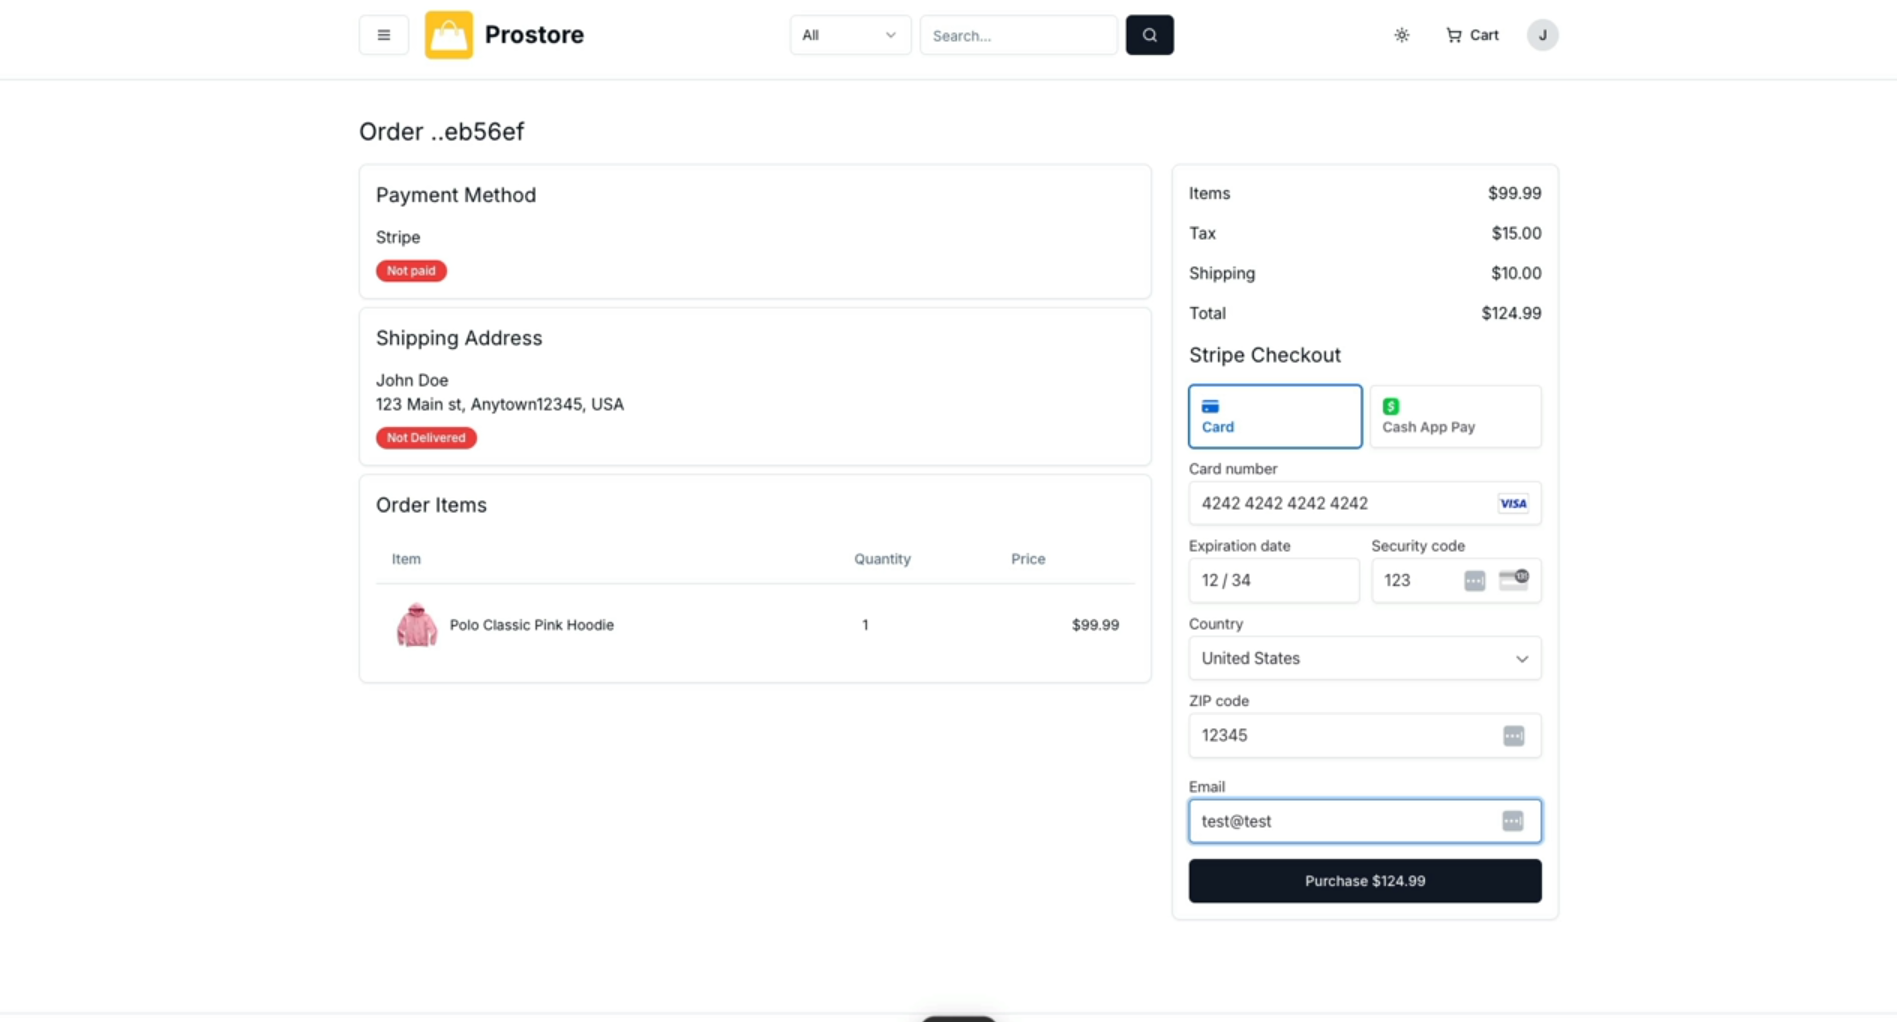 Prostore
All
Search...
Cart
J
Order ..eb56ef
Payment Method
Stripe
Not paid
Shipping Address
John Doe
123 Main st, Anytown12345, USA
Not Delivered
Order Items
Item Quantity Price
Polo Classic Pink Hoodie 1 $99.99
Items $99.99
Tax $15.00
Shipping $10.00
Total $124.99
Stripe Checkout
Card
$
Cash App Pay
Card number
4242 4242 4242 4242 VISA
Expiration date Security code
12 / 34 123
Country
United States
ZIP code
12345
Email
test@test
Purchase $124.99